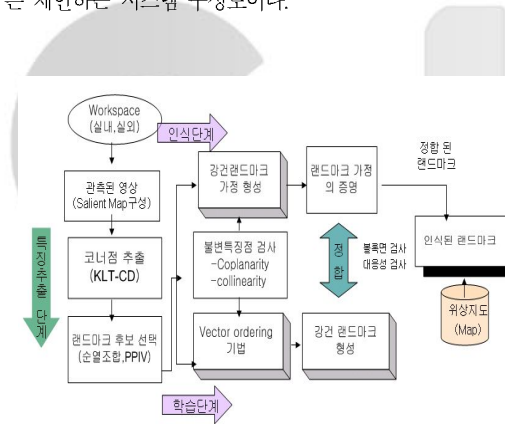 는 제안하는 시스템 구성도이다.
Workspace
(실내,실외)
인식단계
관측된 영상
(Salient Map구성)
코너점 추출
(KLT-CD)
랜드마크 후보 선택
(순열조합,PPIV)
특징추출 단계
강건랜드마크
가정 형성
불변특징점 검사
-Coplanarity
-collinearity
Vector ordering
기법
학습단계
랜드마크 가정
의 증명
정합
볼록면 검사
대응성 검사
강건 랜드마크
형성
정합 된
랜드마크
인식된 랜드마크
위상지도
(Map)